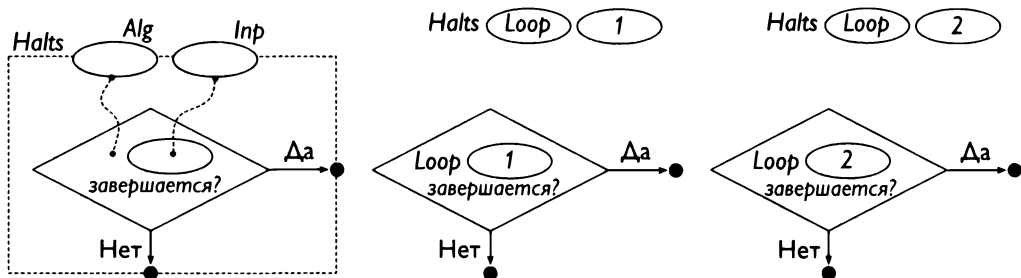 Halts Alg Inp
Да
завершается?
Нет
Halts Loop 1
Loop 1 Да
завершается?
Нет
Halts Loop 2
Loop 2 Да
завершается?
Нет